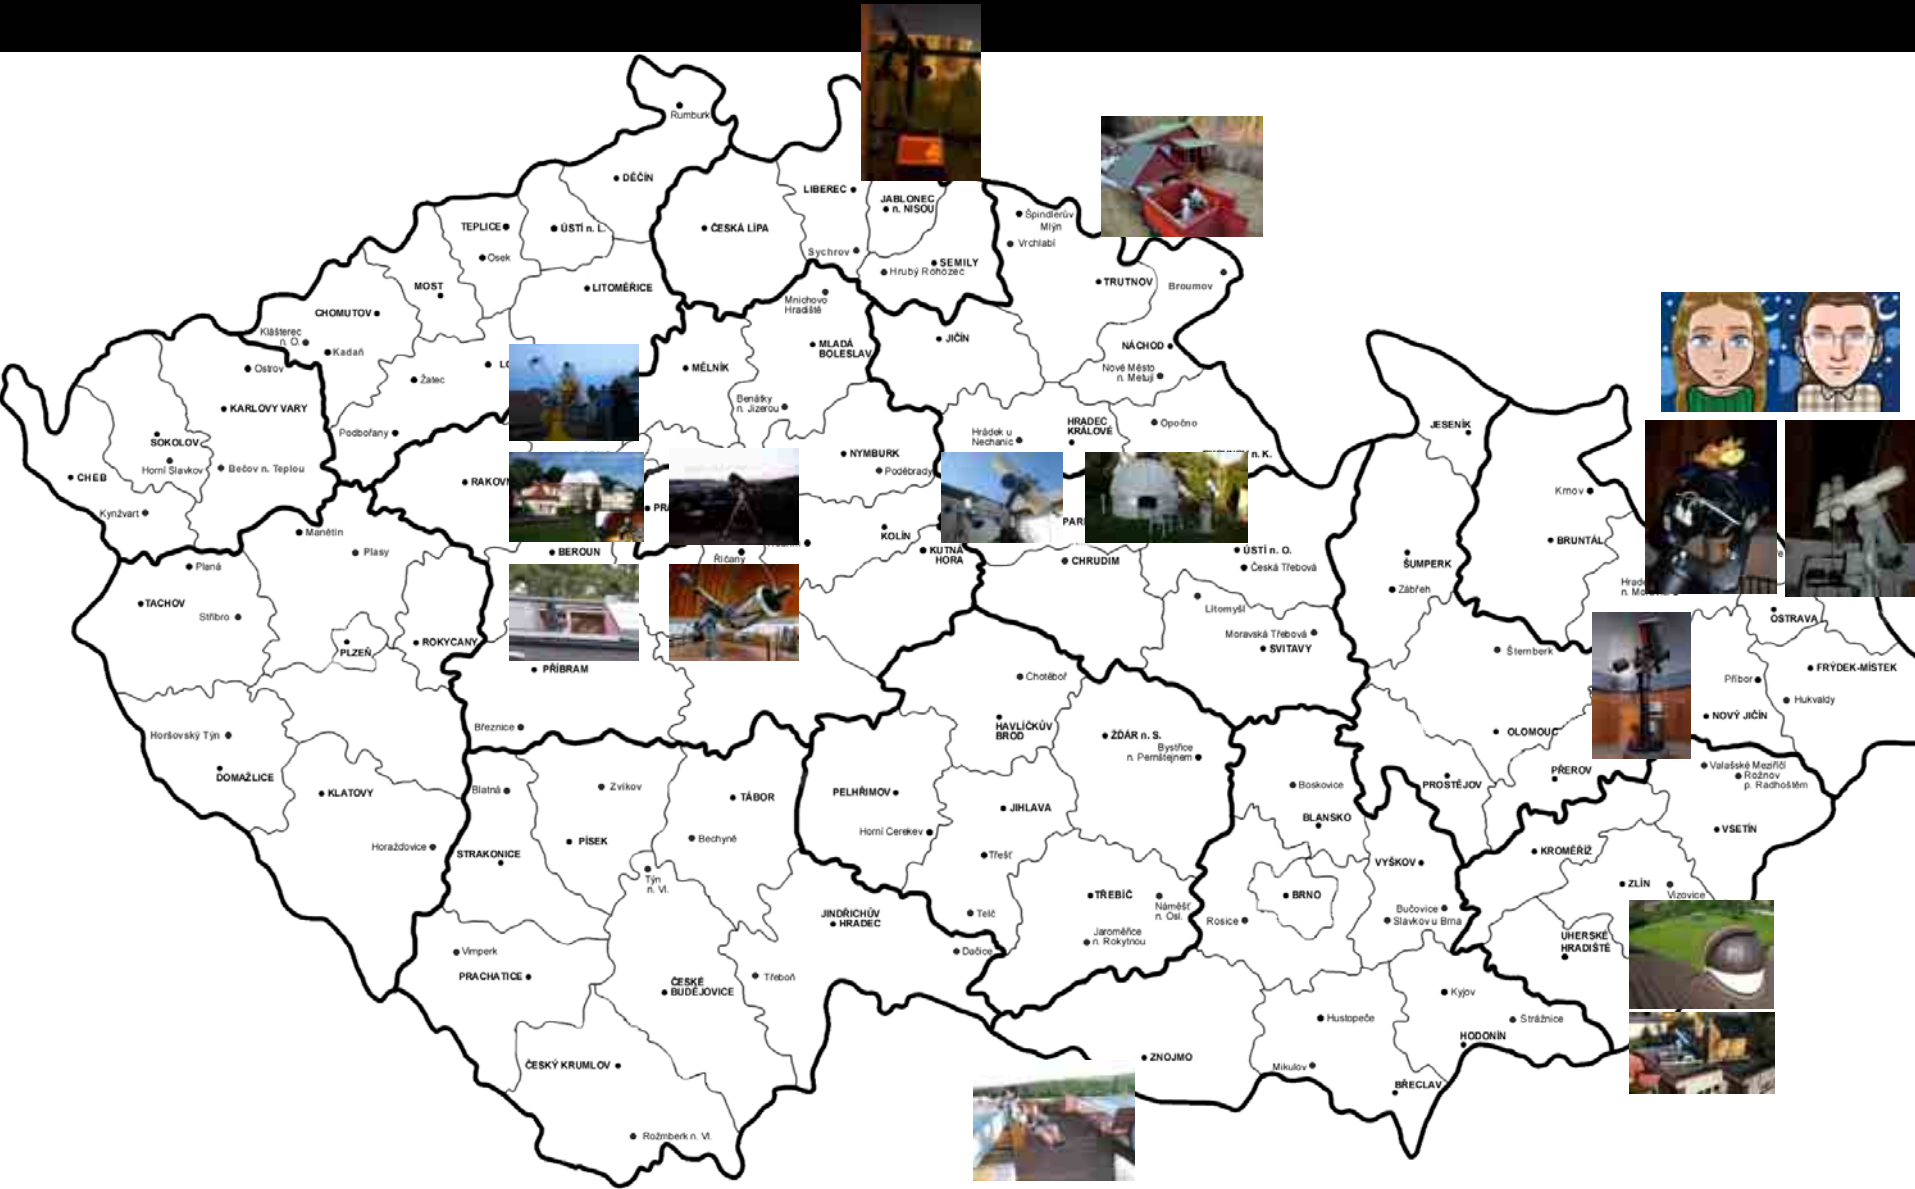 Rumburk
DĚČÍN
LIBEREC
JABLONEC
n. NISOU
Špindlerův
Mlýn
TEPLICE
ÚSTÍ n. L.
ČESKÁ LÍPA
Vrchlabí
Osek
Sychrov
SEMILY
Hrubý Rohozec
MOST
LITOMĚŘICE
TRUTNOV
Broumov
Mnichovo
Hradiště
CHOMUTOV
Klášterec
n. O.
Kadaň
MLADÁ
BOLESLAV
JIČÍN
NÁCHOD
Ostrov
Žatec
MĚLNÍK
Nové Město
n. Metují
KARLOVY VARY
Benátky
n. Jizerou
Podbořany
SOKOLOV
Horní Slavkov
Bečov n. Teplou
Hrádek u
Nechanic
HRADEC
KRÁLOVÉ
Opočno
JESENÍK
CHEB
NYMBURK
Poděbrady
n. K.
Krnov
Kynžvart
Manětín
Plasy
BEROUN
Říčany
KOLÍN
KUTNÁ
HORA
CHRUDIM
ÚSTÍ n. O.
Česká Třebová
ŠUMPERK
BRUNTÁL
Planá
TACHOV
Stříbro
Zábřeh
Litomyšl
OSTRAVA
PLZEŇ
ROKYCANY
PŘÍBRAM
Moravská Třebová
SVITAVY
Šternberk
FRÝDEK-MÍSTEK
Chotěboř
Příbor
Hukvaldy
Březnice
HAVLÍČKŮV
BROD
ŽĎÁR n. S.
Bystřice
n. Pernštejnem
OLOMOUC
NOVÝ JIČÍN
Horšovský Týn
DOMAŽLICE
KLATOVY
Blatná
Zvíkov
TÁBOR
PELHŘIMOV
JIHLAVA
Boskovice
PROSTĚJOV
PŘEROV
Valašské Meziříčí
Rožnov
p. Radhoštěm
Horažďovice
STRAKONICE
PÍSEK
Bechyně
Horní Cerekev
BLANSKO
VSETÍN
Třešť
VYŠKOV
KROMĚŘÍŽ
Týn
n. Vl.
TŘEBÍČ
Náměšť
n. Osl.
BRNO
ZLÍN
Vizovice
JINDŘICHŮV
HRADEC
Telč
Rosice
Bučovice
Slavkov u Brna
Jaroměřice
n. Rokytnou
UHERSKÉ
HRADIŠTĚ
Vimperk
PRACHATICE
Dačice
ČESKÉ
BUDĚJOVICE
Třeboň
Kyjov
Hustopeče
Strážnice
HODONÍN
ČESKÝ KRUMLOV
ZNOJMO
Mikulov
BŘECLAV
Rožmberk n. Vl.